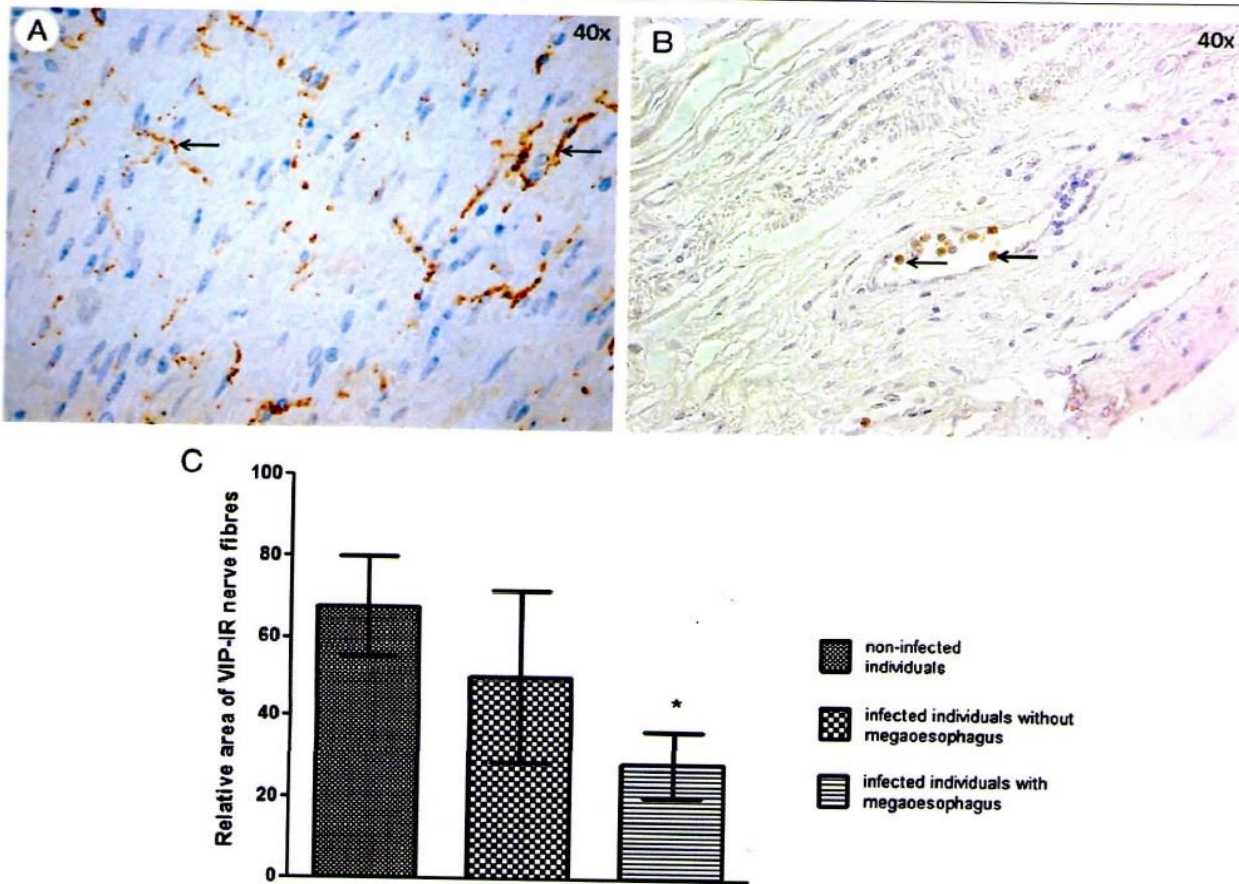 A
40x
B
40x
C
Relative area of VIP-IR nerve fibres
100
80
60
40
20
0
*
non-infected
individuals
infected individuals without
megaoesophagus
infected individuals with
megaoesophagus